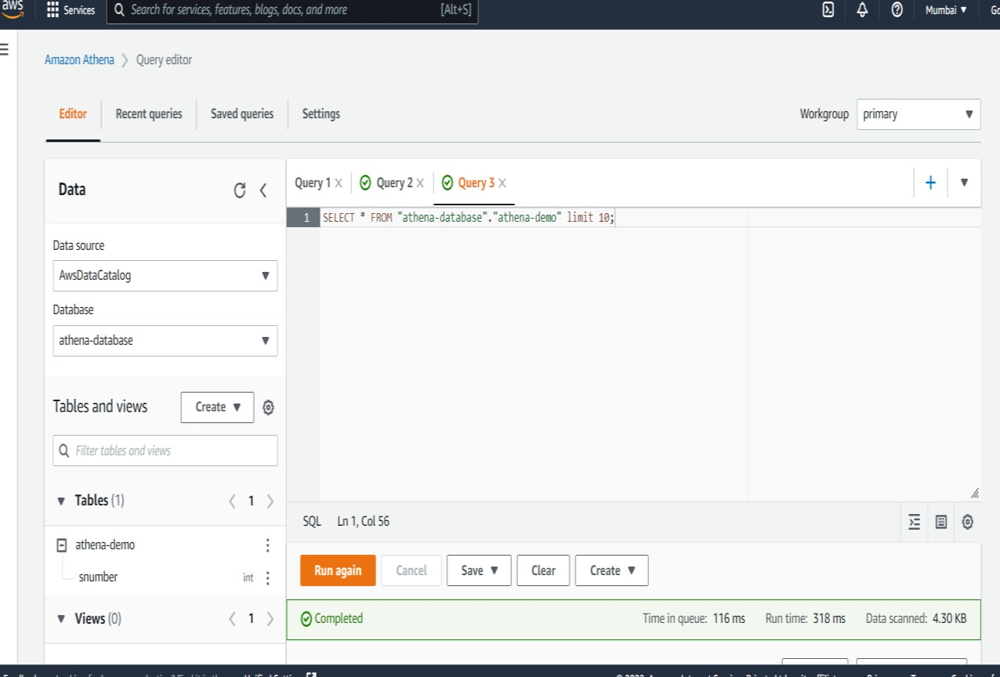 aws Services Search for services, features, blogs, docs, and more [Alt+S] Mumbai
Amazon Athena Query editor
Editor Recent queries Saved queries Settings Workgroup primary
Data
Data source
AwsDataCatalog
Database
athena-database
Tables and views Create
Filter tables and views
Tables (1) 1
athena-demo
snumber int
Views (0) 1
Query 1 Query 2 Query 3
1 SELECT * FROM "athena-database"."athena-demo" limit 10;
SQL Ln 1, Col 56
Run again Cancel Save Clear Create
Completed Time in queue: 116 ms Run time: 318 ms Data scanned: 4.30 KB